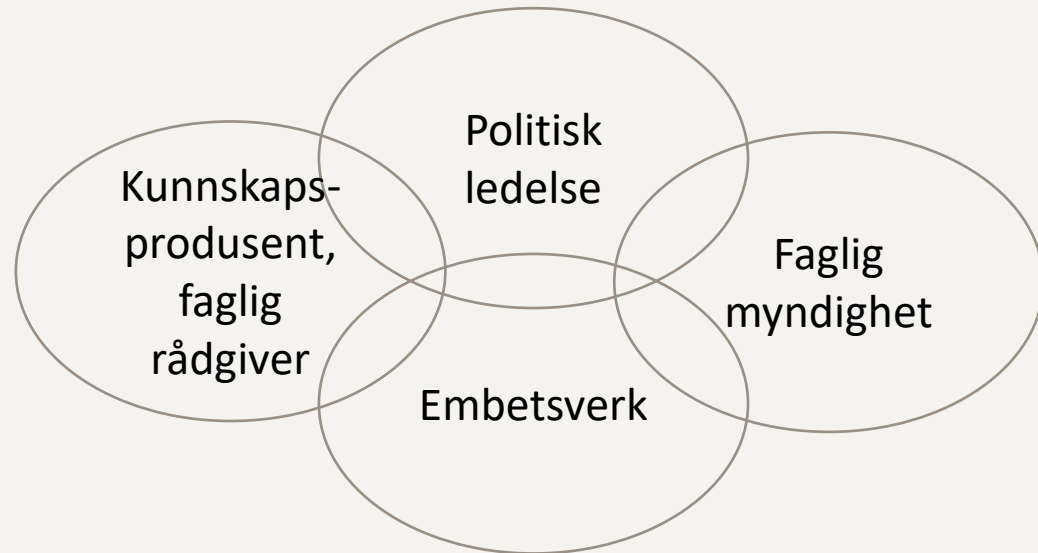 Politisk
ledelse
Kunnskaps-
produsent,
faglig
rådgiver
Faglig
myndighet
Embetsverk